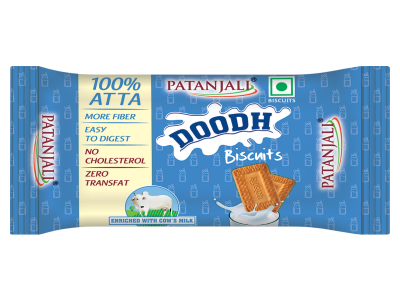 PATANJALI®
100%
ATTA
MORE FIBER
EASY
TO DIGEST
NO
CHOLESTEROL
ZERO
TRANSFAT
ENRICHED WITH COW'S MILK
PATANJALI®
BISCUITS
DOODH
Biscuits
PATANJALI®